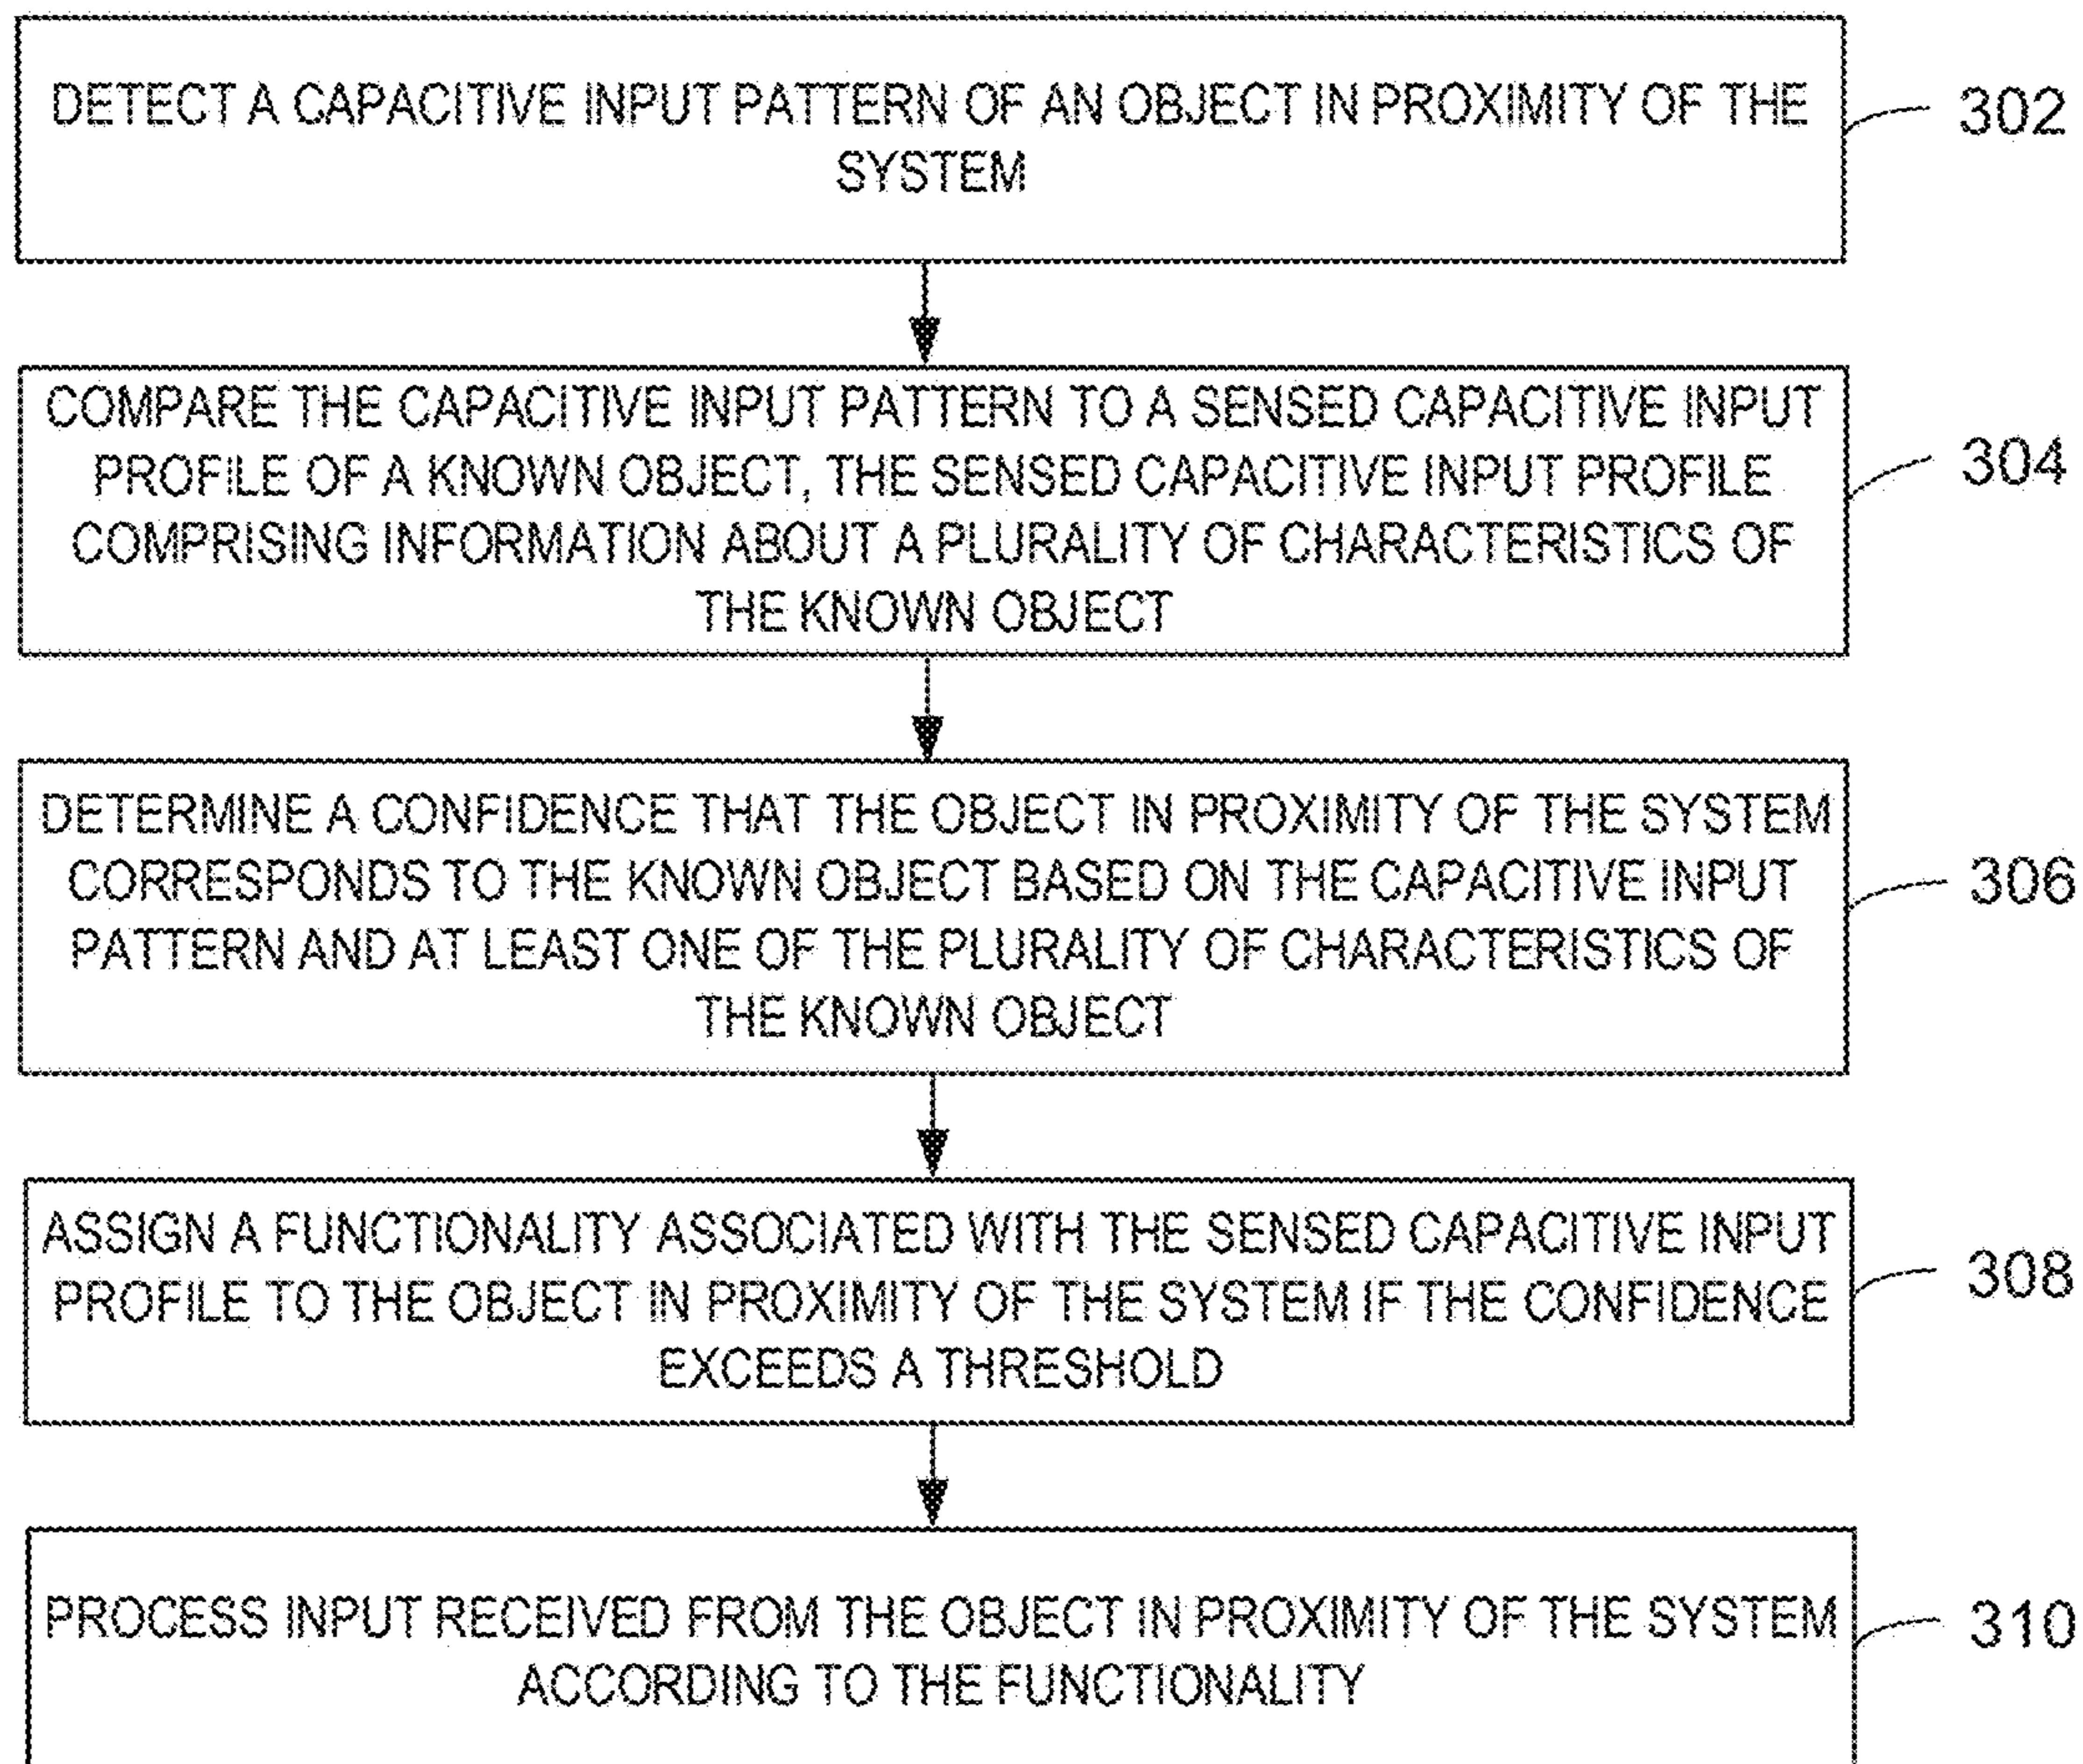 DETECT A CAPACITIVE INPUT PATTERN OF AN OBJECT IN PROXIMITY OF THE
SYSTEM
302
COMPARE THE CAPACITIVE INPUT PATTERN TO A SENSED CAPACITIVE INPUT
PROFILE OF A KNOWN OBJECT, THE SENSED CAPACITIVE INPUT PROFILE
COMPRISING INFORMATION ABOUT A PLURALITY OF CHARACTERISTICS OF
THE KNOWN OBJECT
304
DETERMINE A CONFIDENCE THAT THE OBJECT IN PROXIMITY OF THE SYSTEM
CORRESPONDS TO THE KNOWN OBJECT BASED ON THE CAPACITIVE INPUT
PATTERN AND AT LEAST ONE OF THE PLURALITY OF CHARACTERISTICS OF
THE KNOWN OBJECT
306
ASSIGN A FUNCTIONALITY ASSOCIATED WITH THE SENSED CAPACITIVE INPUT
PROFILE TO THE OBJECT IN PROXIMITY OF THE SYSTEM IF THE CONFIDENCE
EXCEEDS A THRESHOLD
308
PROCESS INPUT RECEIVED FROM THE OBJECT IN PROXIMITY OF THE SYSTEM
ACCORDING TO THE FUNCTIONALITY
310